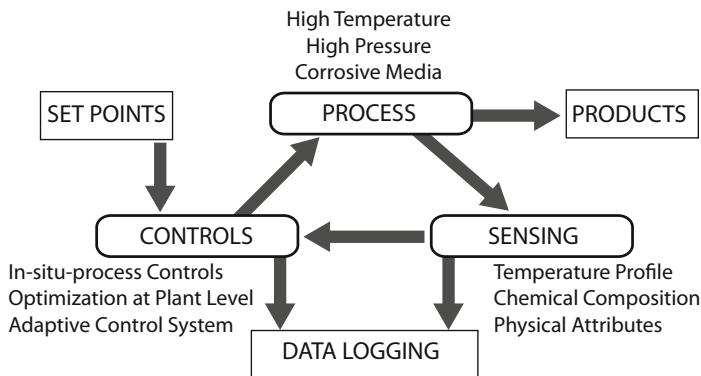 High Temperature
High Pressure
Corrosive Media
SET POINTS
PROCESS
PRODUCTS
CONTROLS
SENSING
In-situ-process Controls
Optimization at Plant Level
Adaptive Control System
Temperature Profile
Chemical Composition
Physical Attributes
DATA LOGGING